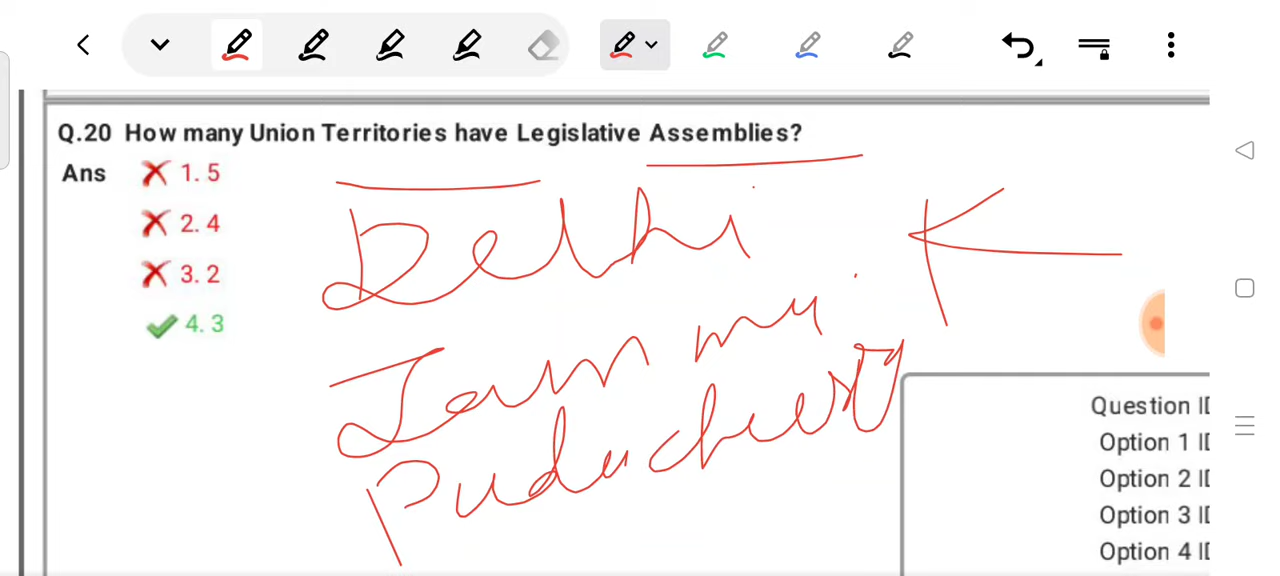 Q.20 How many Union Territories have Legislative Assemblies?
Ans 1. 5
2. 4
3. 2
4. 3
Delhi K
Jammu
Puducherry
Question ID
Option 1 ID
Option 2 ID
Option 3 ID
Option 4 ID